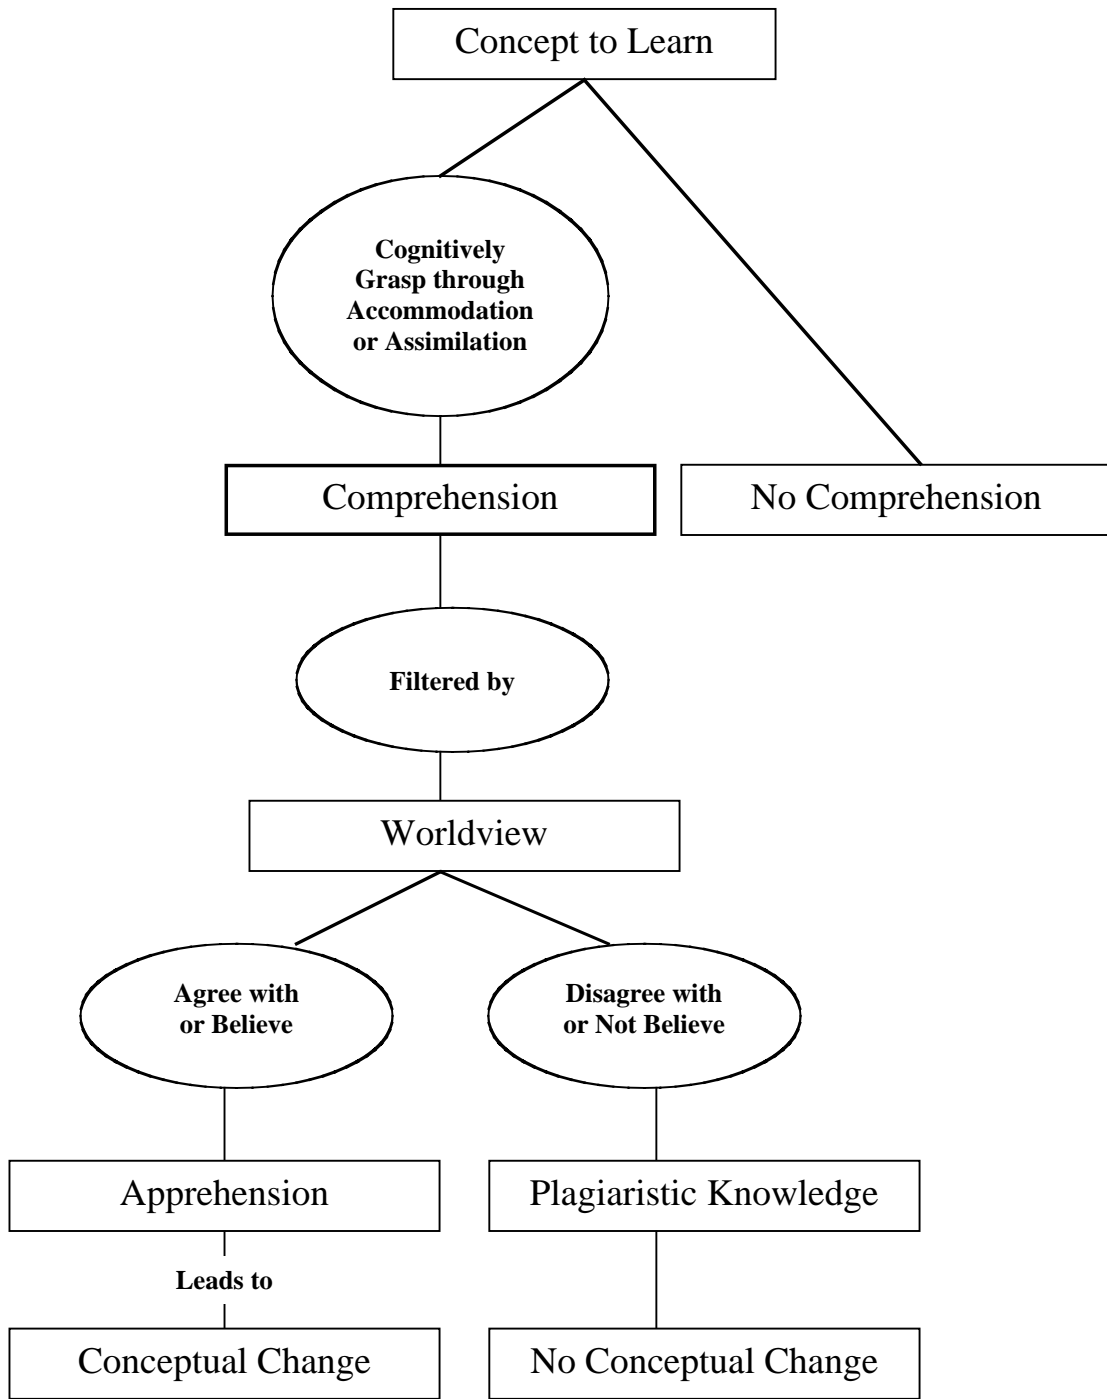 Concept to Learn
Cognitively
Grasp through
Accommodation
or Assimilation
Comprehension
No Comprehension
Filtered by
Worldview
Agree with
or Believe
Disagree with
or Not Believe
Apprehension
Plagiaristic Knowledge
Leads to
Conceptual Change
No Conceptual Change